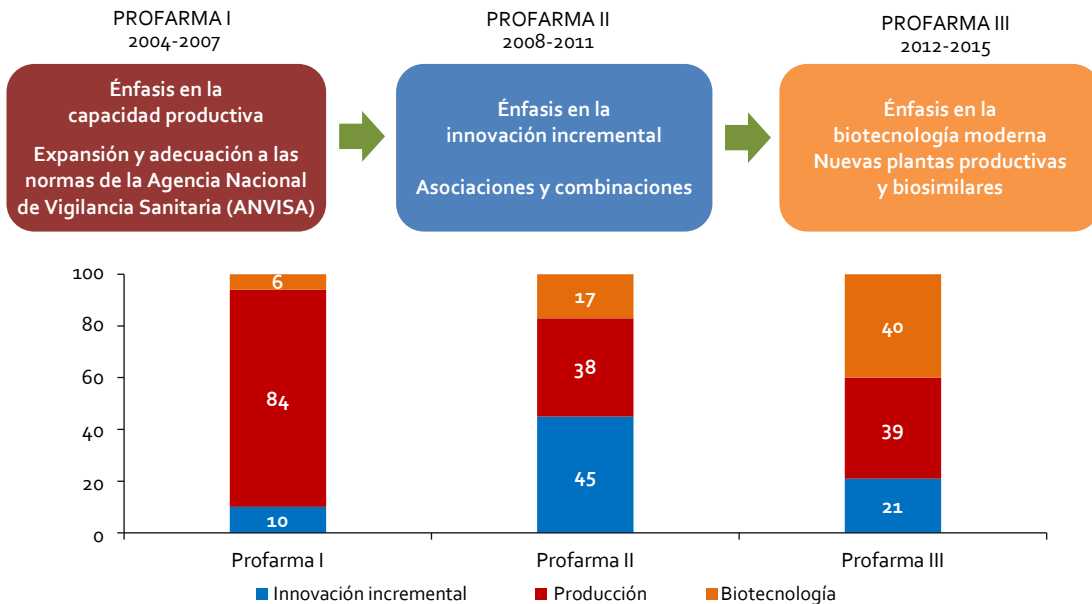 PROFARMA I
2004-2007
PROFARMA II
2008-2011
PROFARMA III
2012-2015
Énfasis en la
capacidad productiva
Expansión y adecuación a las
normas de la Agencia Nacional
de Vigilancia Sanitaria (ANVISA)
Énfasis en la
innovación incremental
Asociaciones y combinaciones
Énfasis en la
biotecnología moderna
Nuevas plantas productivas
y biosimilares
100
80
60
40
20
0
6
84
10
17
38
45
40
39
21
Profarma I
Profarma II
Profarma III
Innovación incremental
Producción
Biotecnología